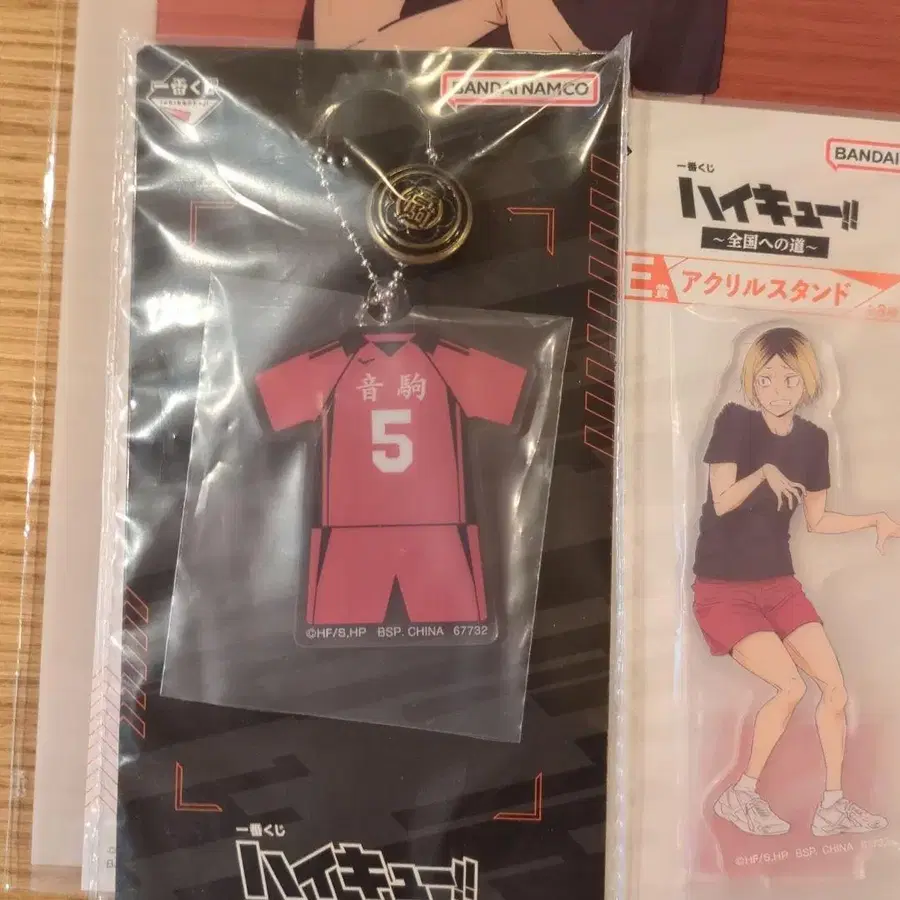 一番くじ
BANDAI NAMCO
音駒
5
©HF/S,HP BSP, CHINA 67732
一番くじ
ハイキュー!!
BANDAI
一番くじ
ハイキュー!!
～全国への道～
E賞 アクリルスタンド
©HF/S,HP BSP, CHINA